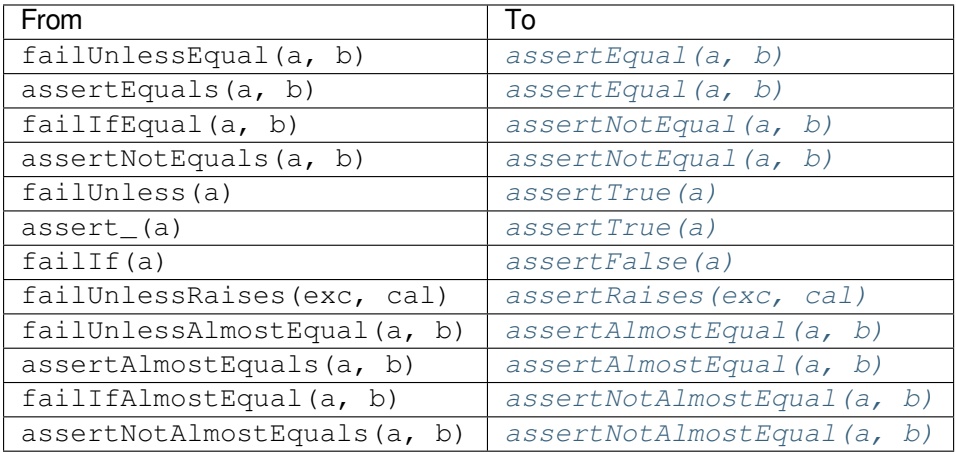 From To
failUnlessEqual(a, b) assertEqual(a, b)
assertEquals(a, b) assertEqual(a, b)
failIfEqual(a, b) assertNotEqual(a, b)
assertNotEquals(a, b) assertNotEqual(a, b)
failUnless(a) assertTrue(a)
assert_(a) assertTrue(a)
failIf(a) assertFalse(a)
failUnlessRaises(exc, cal) assertRaises(exc, cal)
failUnlessAlmostEqual(a, b) assertAlmostEqual(a, b)
assertAlmostEquals(a, b) assertAlmostEqual(a, b)
failIfAlmostEqual(a, b) assertNotAlmostEqual(a, b)
assertNotAlmostEquals(a, b) assertNotAlmostEqual(a, b)